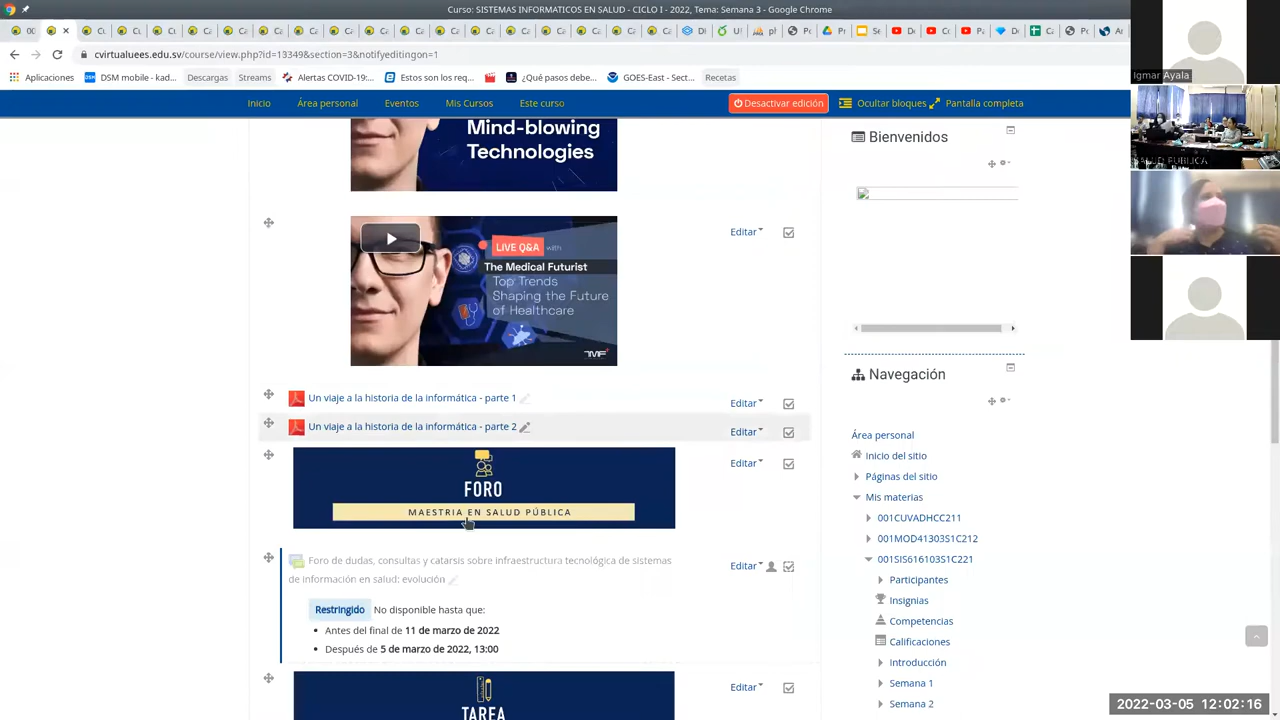 Curso: SISTEMAS INFORMATICOS EN SALUD - CICLO I - 2022, Tema: Semana 3 - Google Chrome
cvirtualuees.edu.sv/course/view.php?id=13349&section=3&notifyeditingon=1
Aplicaciones
DSM mobile - kad...
Descargas
Streams
Alertas COVID-19:...
Estos son los req...
¿Qué pasos debe...
GOES-East - Sect...
Recetas
Inicio
Área personal
Eventos
Mis Cursos
Este curso
Desactivar edición
Ocultar bloques
Pantalla completa
Igmar Ayala
SALUD PUBLICA
Mind-blowing
Technologies
Bienvenidos
Editar
LIVE Q&A with
The Medical Futurist
Top Trends
Shaping the Future
of Healthcare
TMF
Navegación
Un viaje a la historia de la informática - parte 1
Editar
Un viaje a la historia de la informática - parte 2
Editar
Área personal
Inicio del sitio
Páginas del sitio
Mis materias
001CUVADHCC211
001MOD41303S1C212
001SIS616103S1C221
Participantes
Insignias
Competencias
Calificaciones
Introducción
Semana 1
Semana 2
FORO
MAESTRIA EN SALUD PÚBLICA
Editar
Foro de dudas, consultas y catarsis sobre infraestructura tecnológica de sistemas
de información en salud: evolución
Editar
Restringido No disponible hasta que:
Antes del final de 11 de marzo de 2022
Después de 5 de marzo de 2022, 13:00
TAREA
Editar
2022-03-05 12:02:16